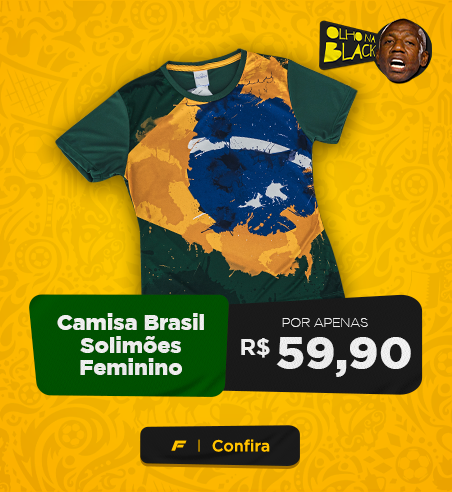 OLHO NA
BLACK
Camisa Brasil
Solimões
Feminino
POR APENAS
R$ 59,90
F | Confira